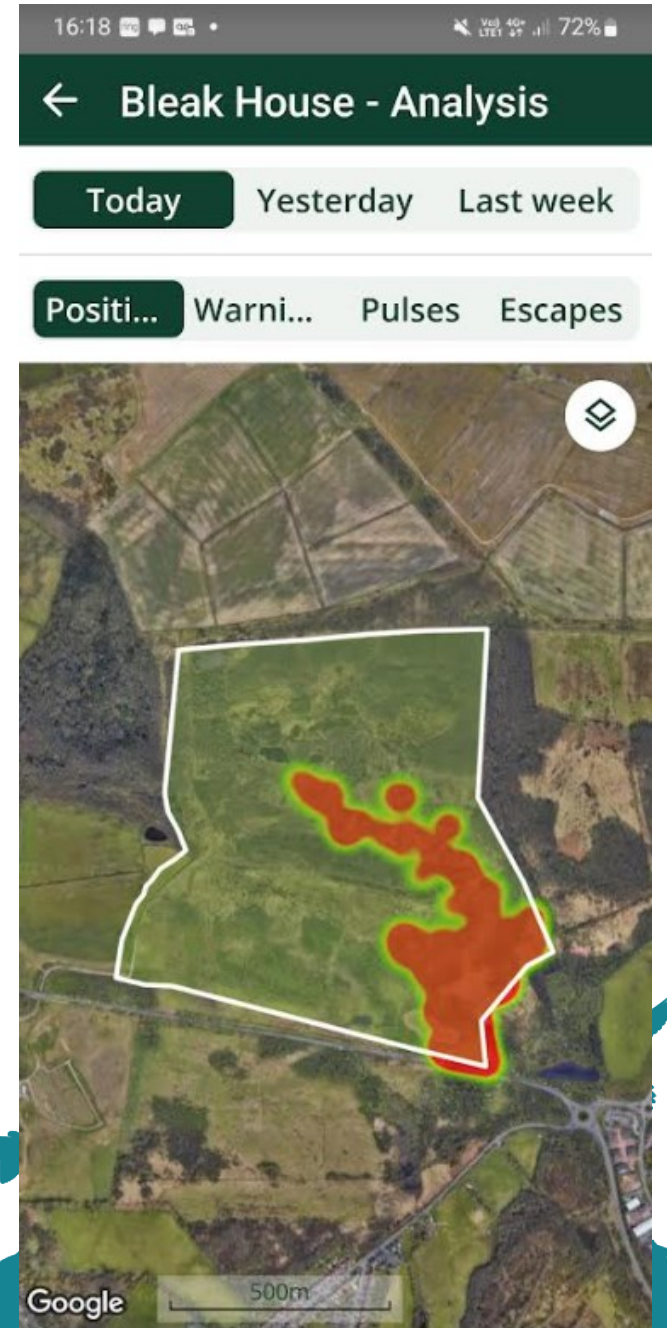 16:18
72%
Bleak House - Analysis
Today Yesterday Last week
Positi... Warni... Pulses Escapes
500m
Google